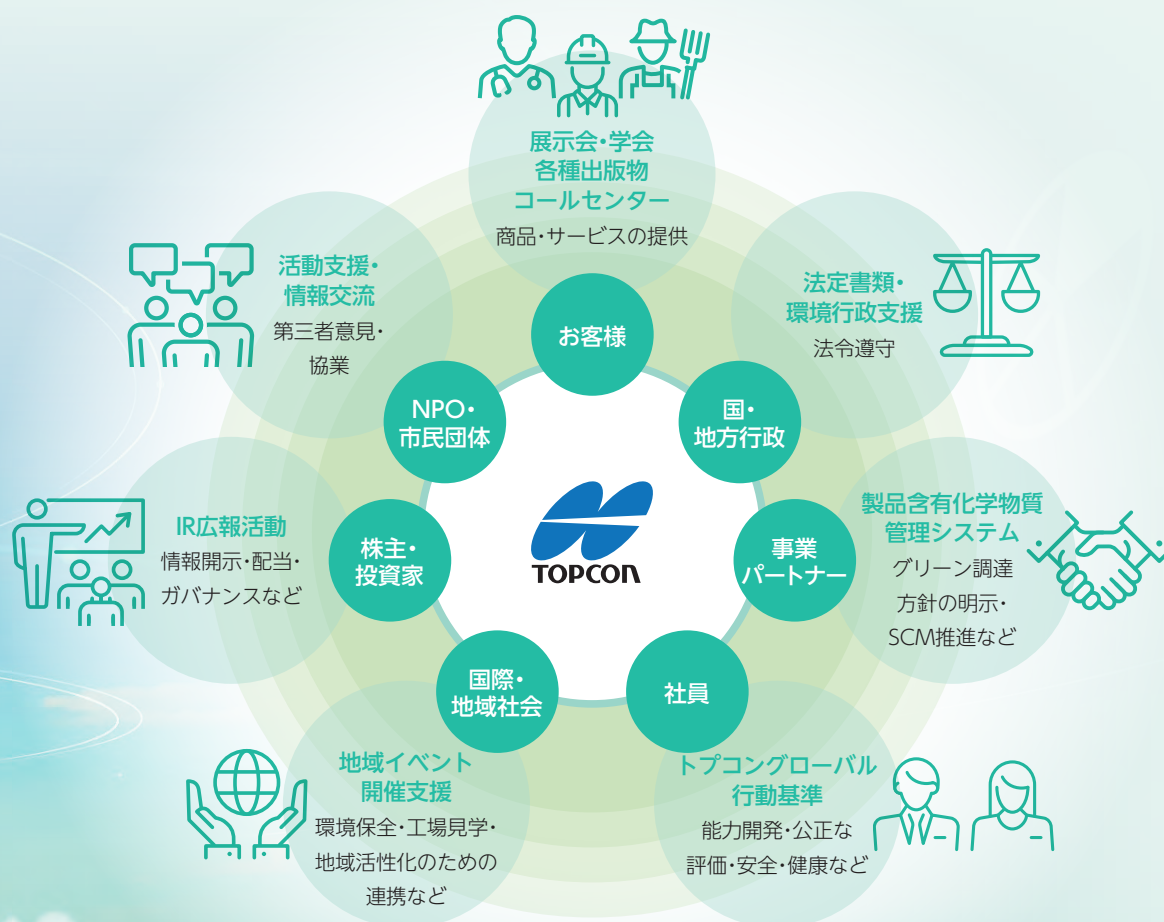 展示会・学会
各種出版物
コールセンター
商品・サービスの提供
お客様
法定書類・
環境行政支援
法令遵守
国・
地方行政
製品含有化学物質
管理システム
グリーン調達
方針の明示・
SCM推進など
事業
パートナー
トプコングローバル
行動基準
能力開発・公正な
評価・安全・健康など
社員
地域イベント
開催支援
環境保全・工場見学・
地域活性化のための
連携など
国際・
地域社会
IR広報活動
情報開示・配当・
ガバナンスなど
株主・
投資家
活動支援・
情報交流
第三者意見・
協業
NPO・
市民団体
TOPCON